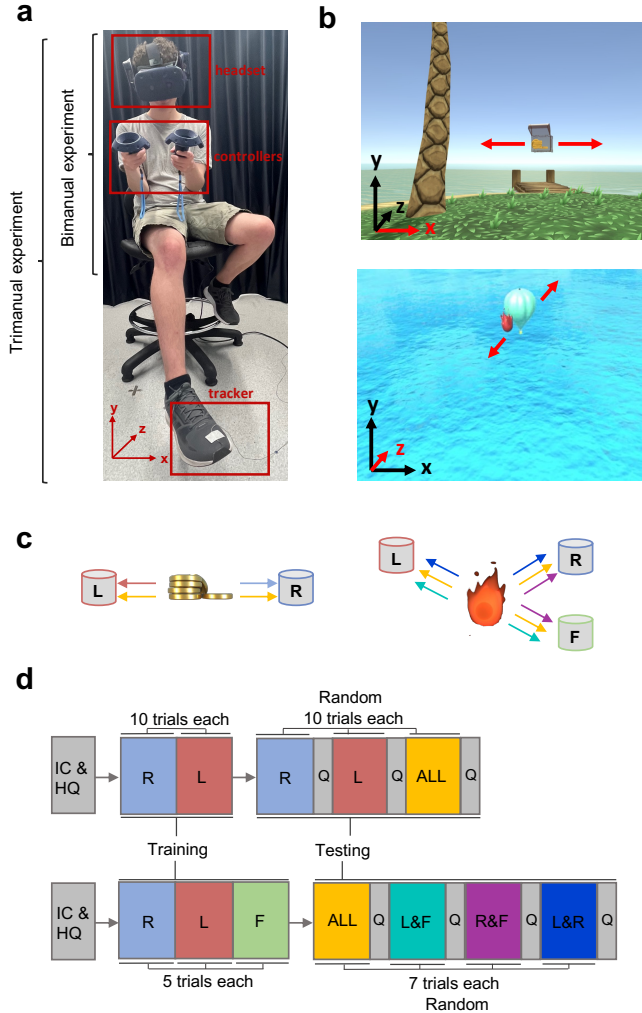 a
Trimanual experiment
Bimanual experiment
headset
controllers
tracker
y
z
x
b
y
z
x
y
z
x
c
L
R
L
R
F
d
Random
10 trials each
10 trials each
IC &
HQ
R
L
R
Q
L
Q
ALL
Q
Training
Testing
IC &
HQ
R
L
F
ALL
Q
L&F
Q
R&F
Q
L&R
Q
5 trials each
7 trials each
Random